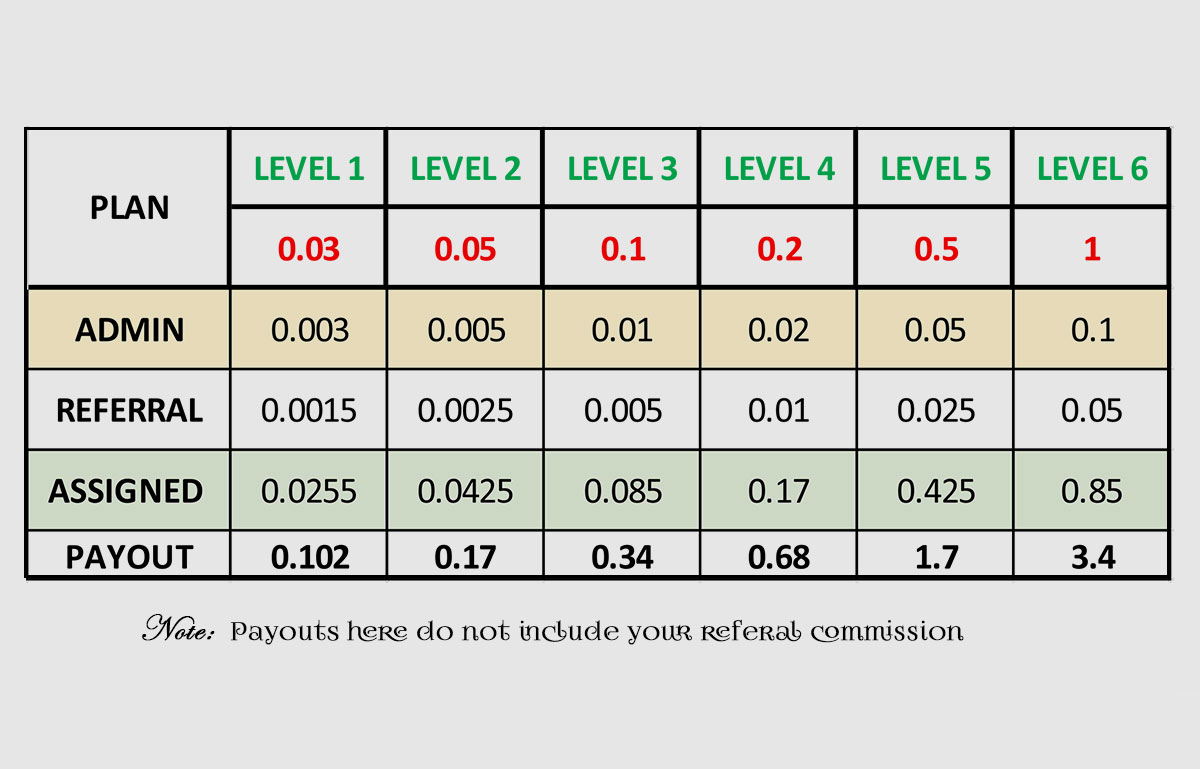 PLAN LEVEL 1 LEVEL 2 LEVEL 3 LEVEL 4 LEVEL 5 LEVEL 6
0.03 0.05 0.1 0.2 0.5 1
ADMIN 0.003 0.005 0.01 0.02 0.05 0.1
REFERRAL 0.0015 0.0025 0.005 0.01 0.025 0.05
ASSIGNED 0.0255 0.0425 0.085 0.17 0.425 0.85
PAYOUT 0.102 0.17 0.34 0.68 1.7 3.4
Note: Payouts here do not include your referal commission